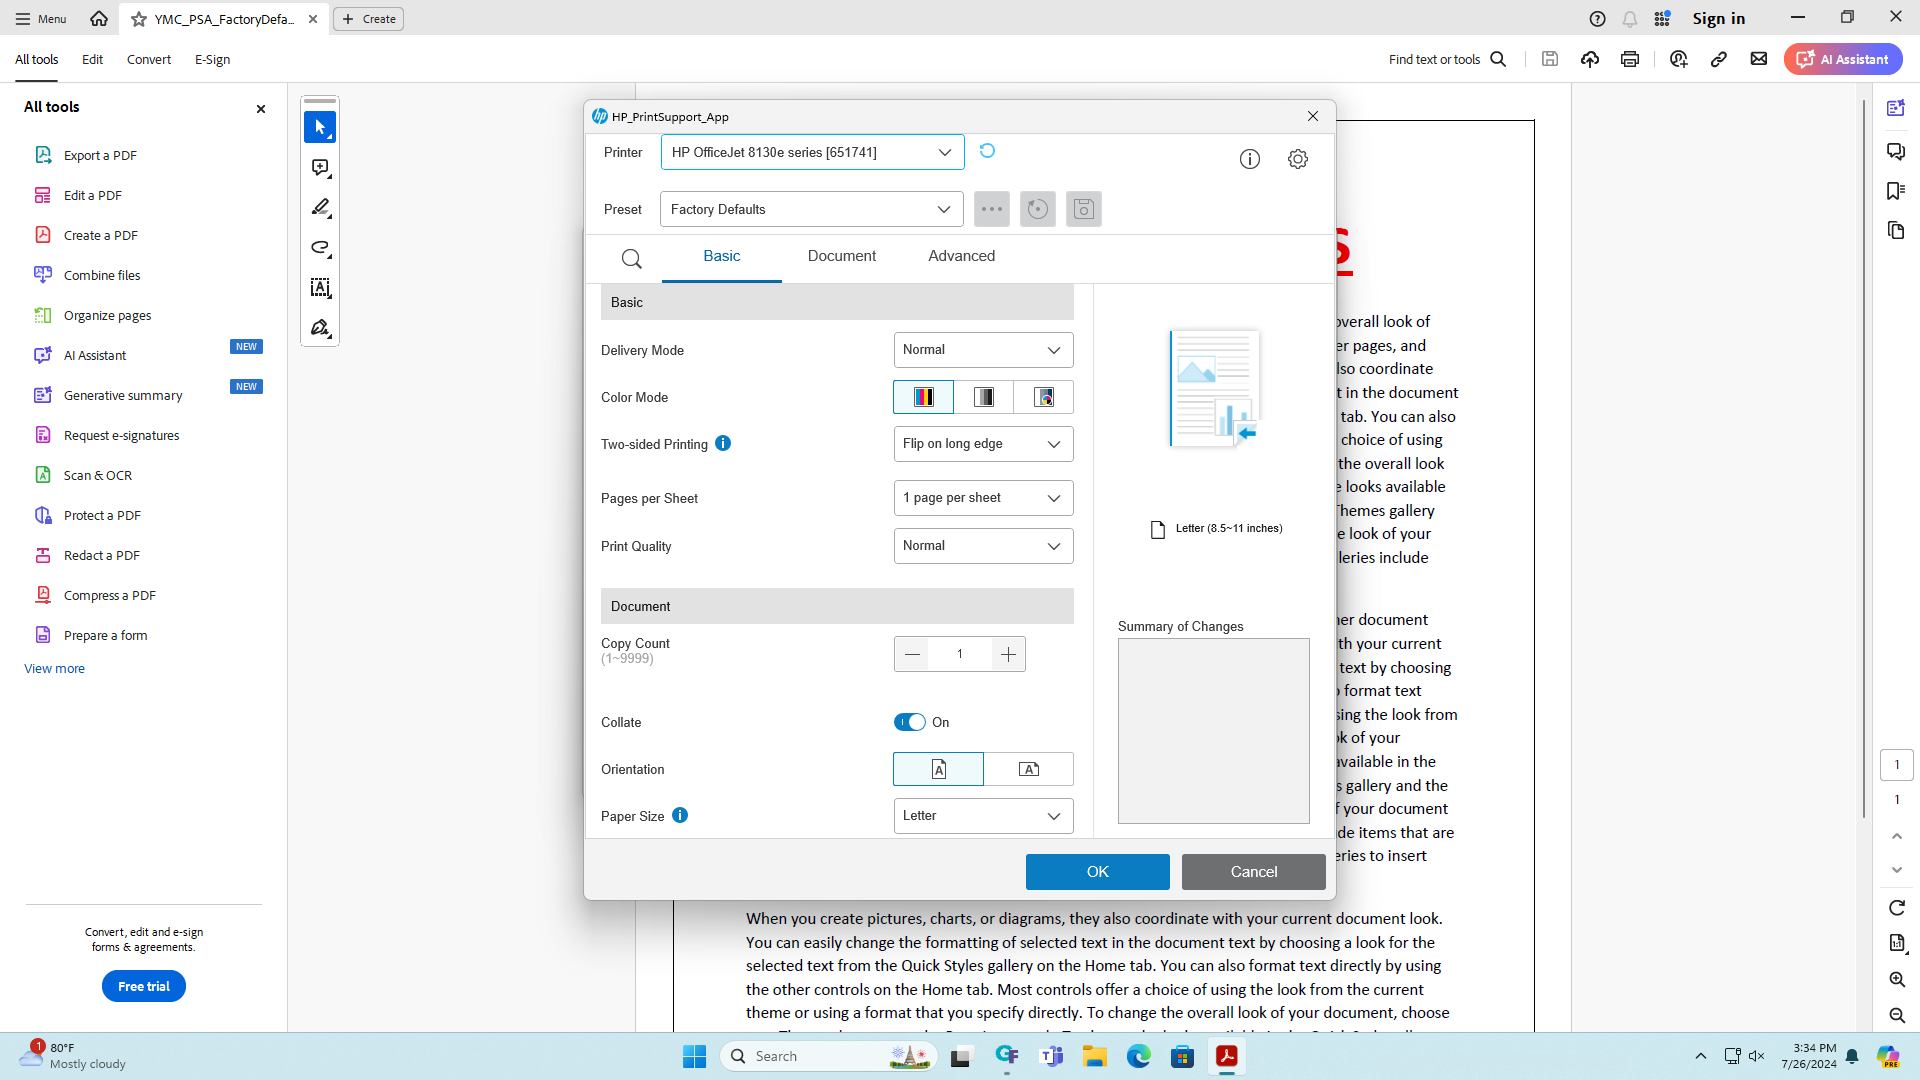 Menu
YMC_PSA_FactoryDefa...
Create
Sign in
All tools
Edit
Convert
E-Sign
Find text or tools
AI Assistant
All tools
Export a PDF
Edit a PDF
Create a PDF
Combine files
Organize pages
AI Assistant
NEW
Generative summary
NEW
Request e-signatures
Scan & OCR
Protect a PDF
Redact a PDF
Compress a PDF
Prepare a form
View more
Convert, edit and e-sign
forms & agreements.
Free trial
hp HP_PrintSupport_App
Printer
HP OfficeJet 8130e series [651741]
Preset
Factory Defaults
Basic
Document
Advanced
Basic
Delivery Mode
Normal
Color Mode
Two-sided Printing
Flip on long edge
Pages per Sheet
1 page per sheet
Print Quality
Normal
Document
Copy Count
(1~9999)
1
Collate
On
Orientation
Paper Size
Letter
Letter (8.5~11 inches)
Summary of Changes
OK
Cancel
S
overall look of
er pages, and
lso coordinate
t in the document
tab. You can also
choice of using
the overall look
e looks available
Themes gallery
e look of your
lleries include
her document
th your current
text by choosing
o format text
sing the look from
ok of your
available in the
s gallery and the
f your document
de items that are
eries to insert
When you create pictures, charts, or diagrams, they also coordinate with your current document look.
You can easily change the formatting of selected text in the document text by choosing a look for the
selected text from the Quick Styles gallery on the Home tab. You can also format text directly by using
the other controls on the Home tab. Most controls offer a choice of using the look from the current
theme or using a format that you specify directly. To change the overall look of your document, choose
1
1
1
80°F
Mostly cloudy
Search
3:34 PM
7/26/2024
PRE